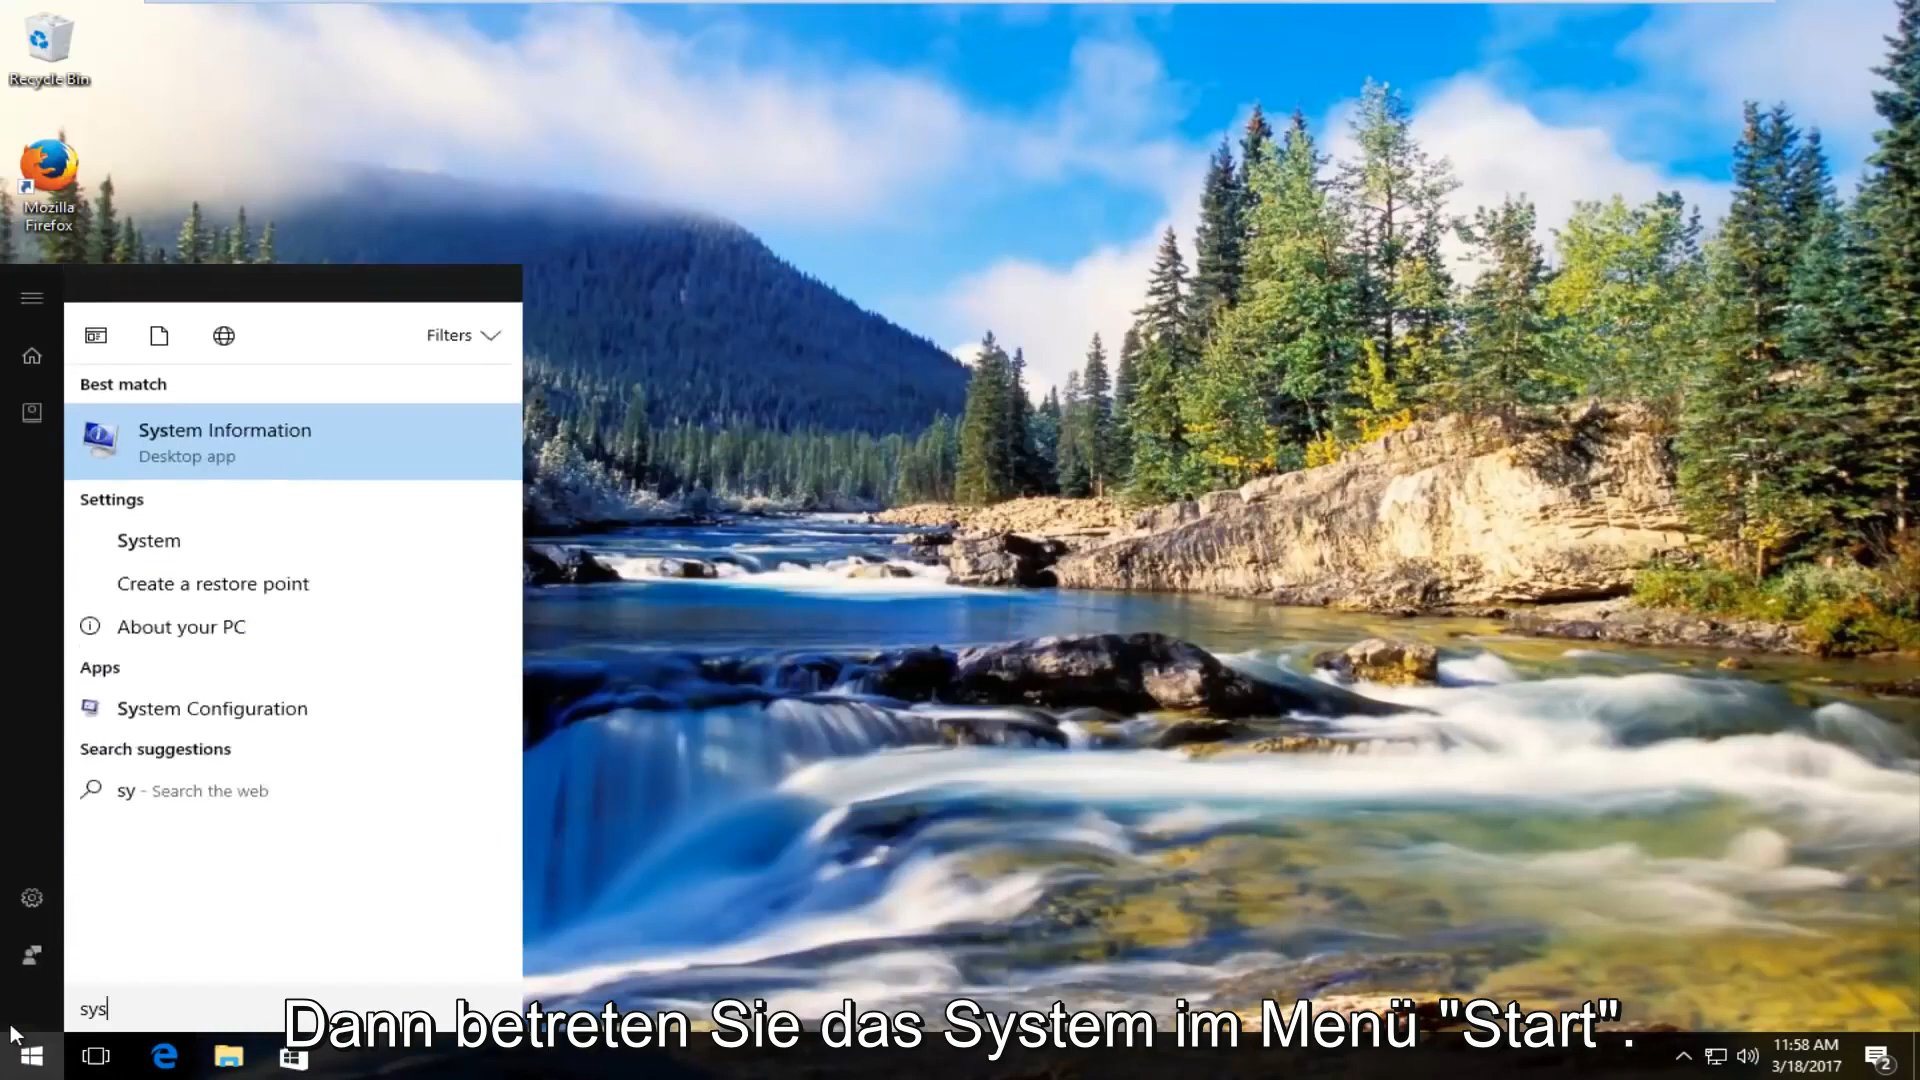 Recycle Bin
Mozilla
Firefox
Filters
Best match
System Information
Desktop app
Settings
System
Create a restore point
About your PC
Apps
System Configuration
Search suggestions
sy - Search the web
sys
Dann betreten Sie das System im Menü "Start".
11:58 AM
3/18/2017
2